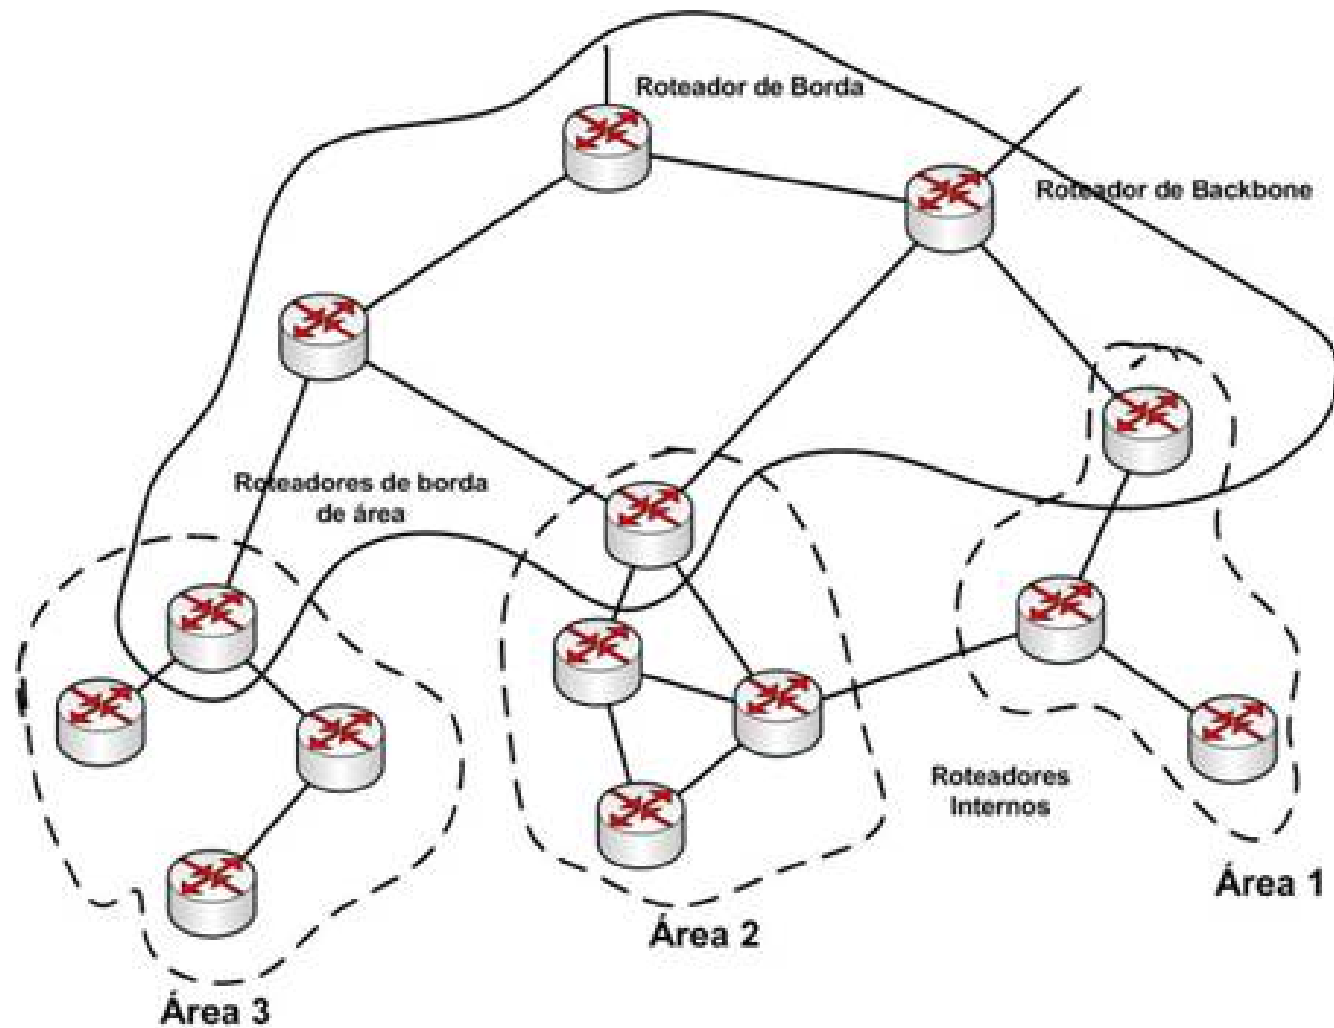 Roteador de Borda
Roteador de Backbone
Roteadores de borda
de área
Roteadores
Internos
Área 1
Área 2
Área 3